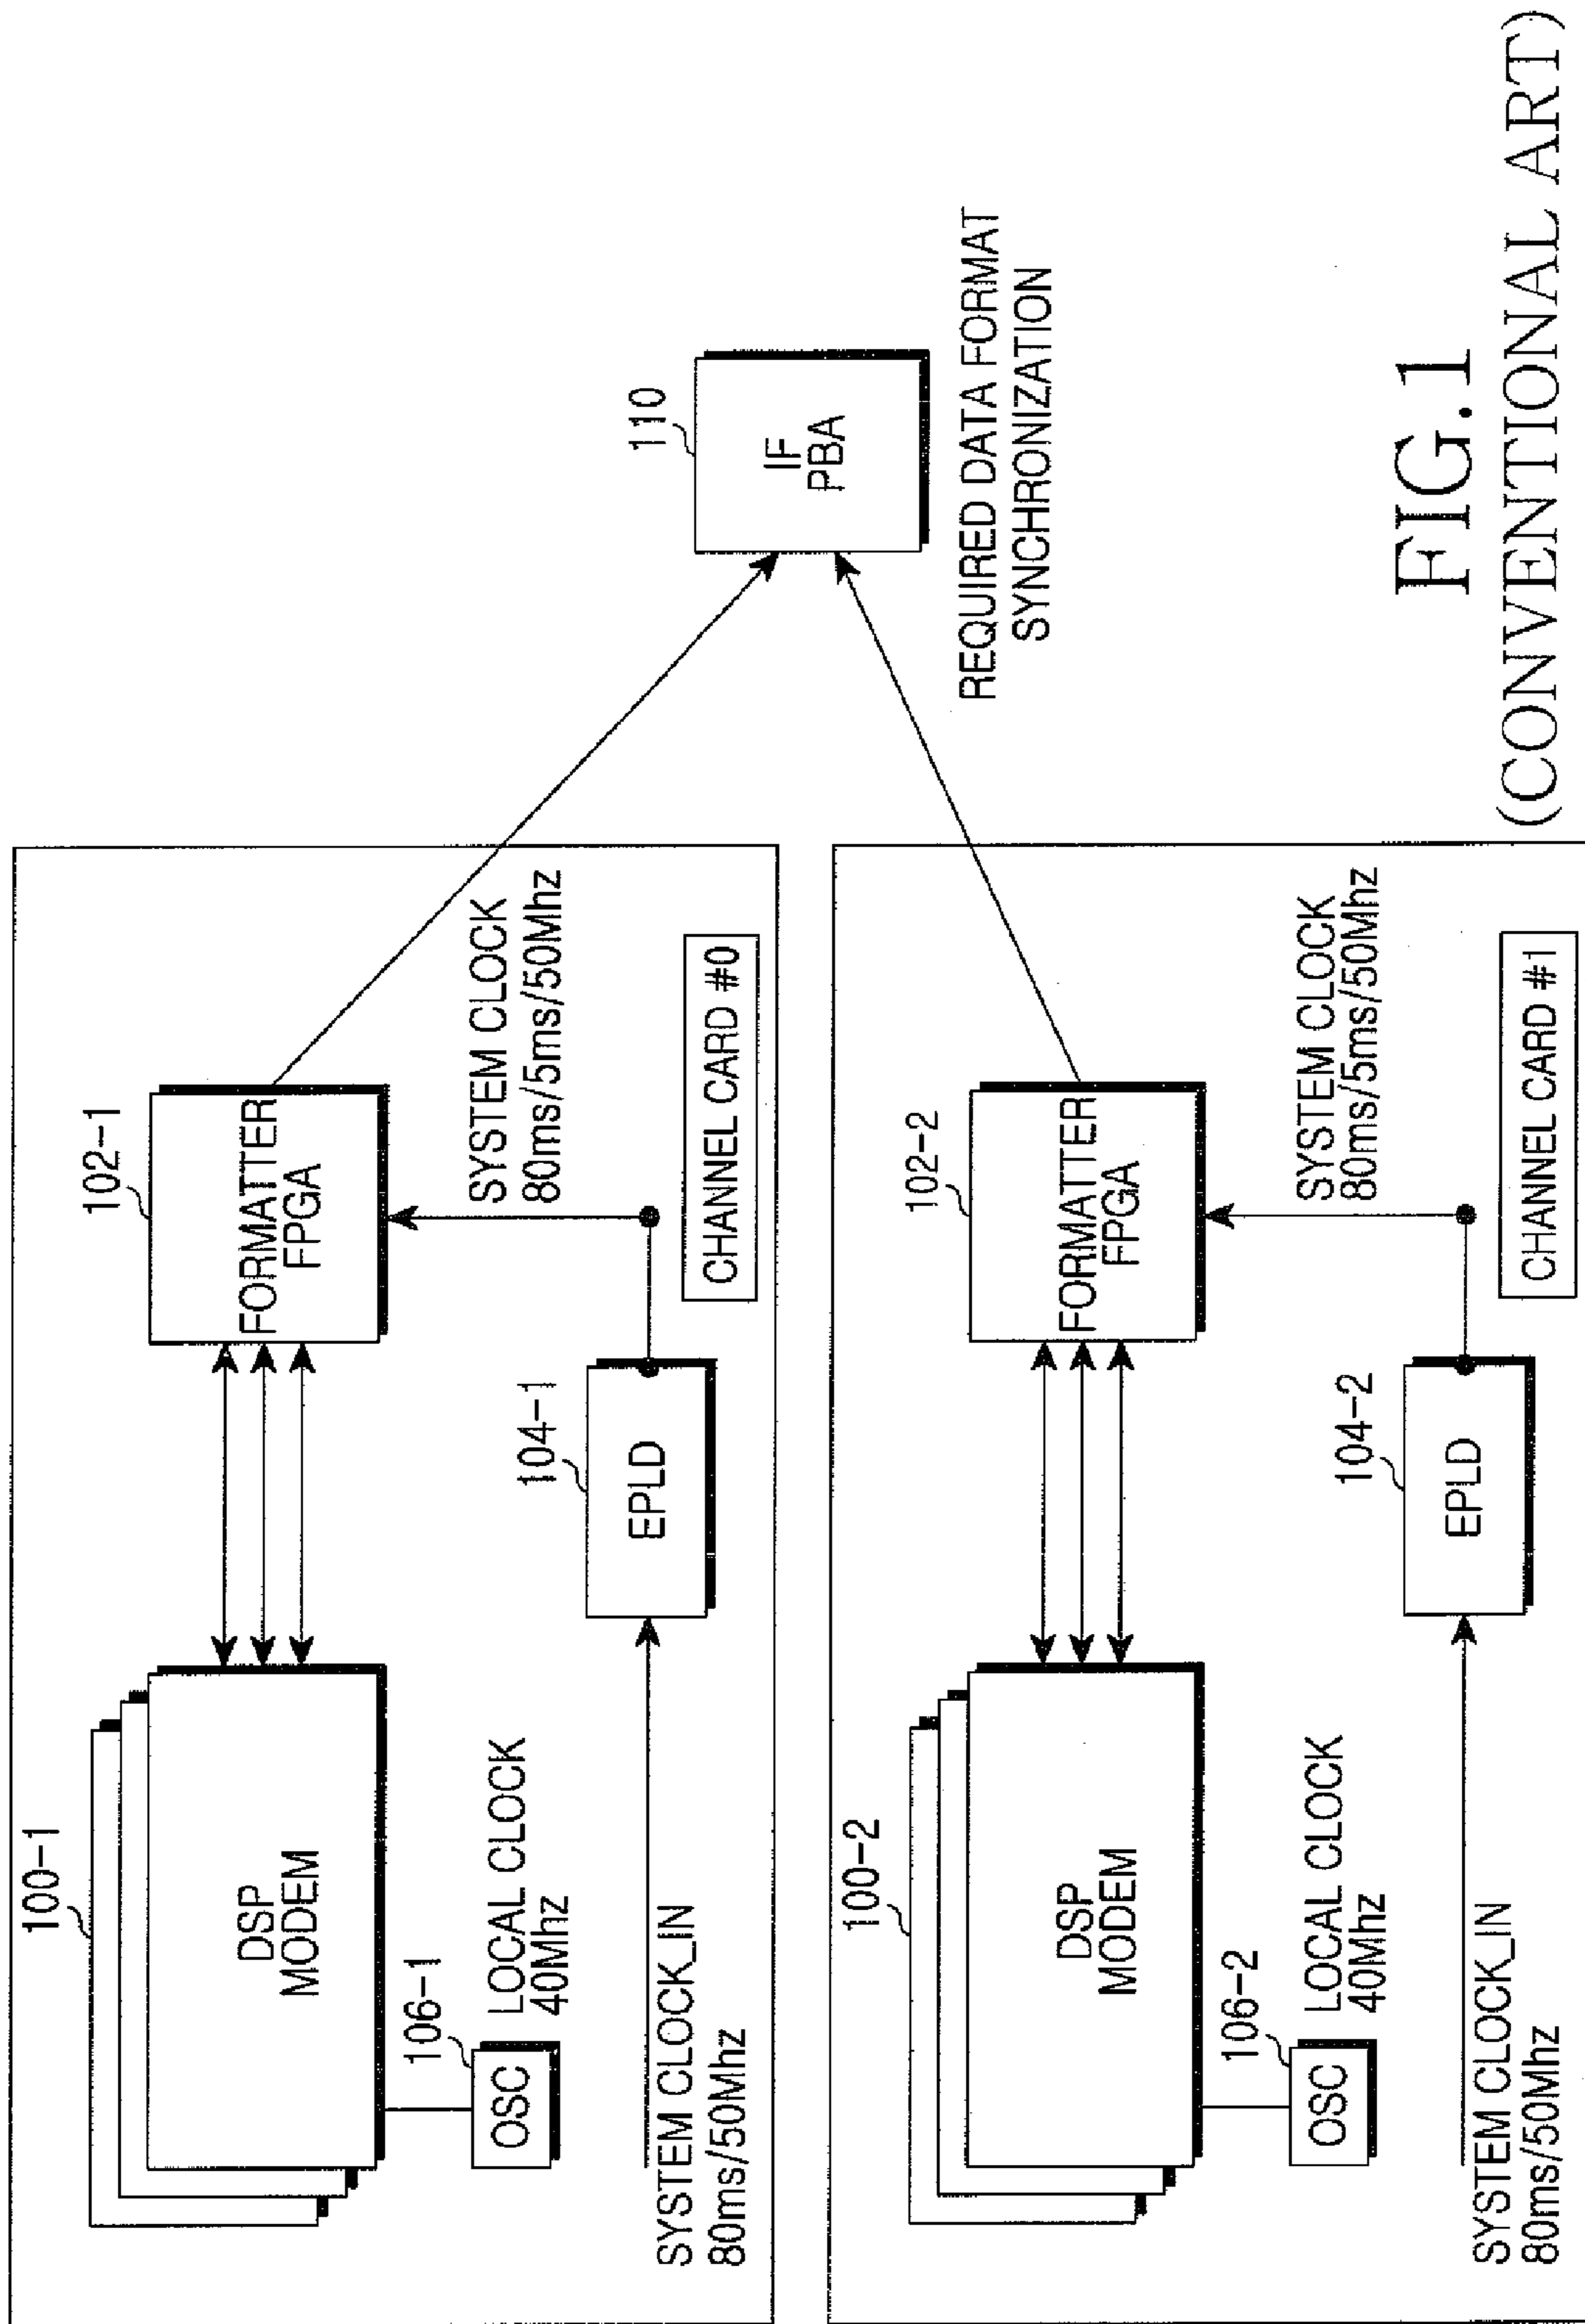 100-1
DSP
MODEM
106-1
OSC
LOCAL CLOCK
40Mhz
SYSTEM CLOCK_IN
80ms/50Mhz
102-1
FORMATTER
FPGA
104-1
EPLD
SYSTEM CLOCK
80ms/5ms/50Mhz
CHANNEL CARD #0
100-2
DSP
MODEM
106-2
OSC
LOCAL CLOCK
40Mhz
SYSTEM CLOCK_IN
80ms/50Mhz
102-2
FORMATTER
FPGA
104-2
EPLD
SYSTEM CLOCK
80ms/5ms/50Mhz
CHANNEL CARD #1
110
IF
PBA
REQUIRED DATA FORMAT
SYNCHRONIZATION
FIG.1
(CONVENTIONAL ART)